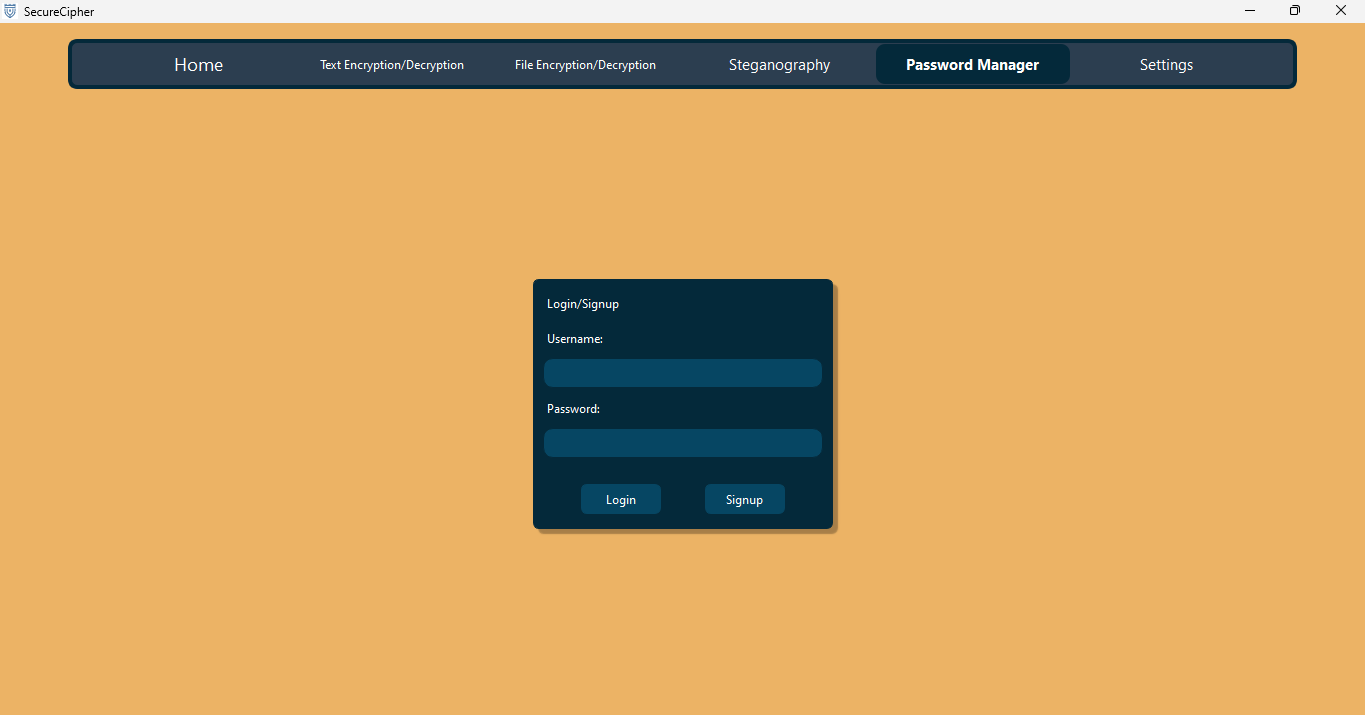 SecureCipher
Home Text Encryption/Decryption File Encryption/Decryption Steganography Password Manager Settings
Login/Signup
Username:
Password:
Login Signup